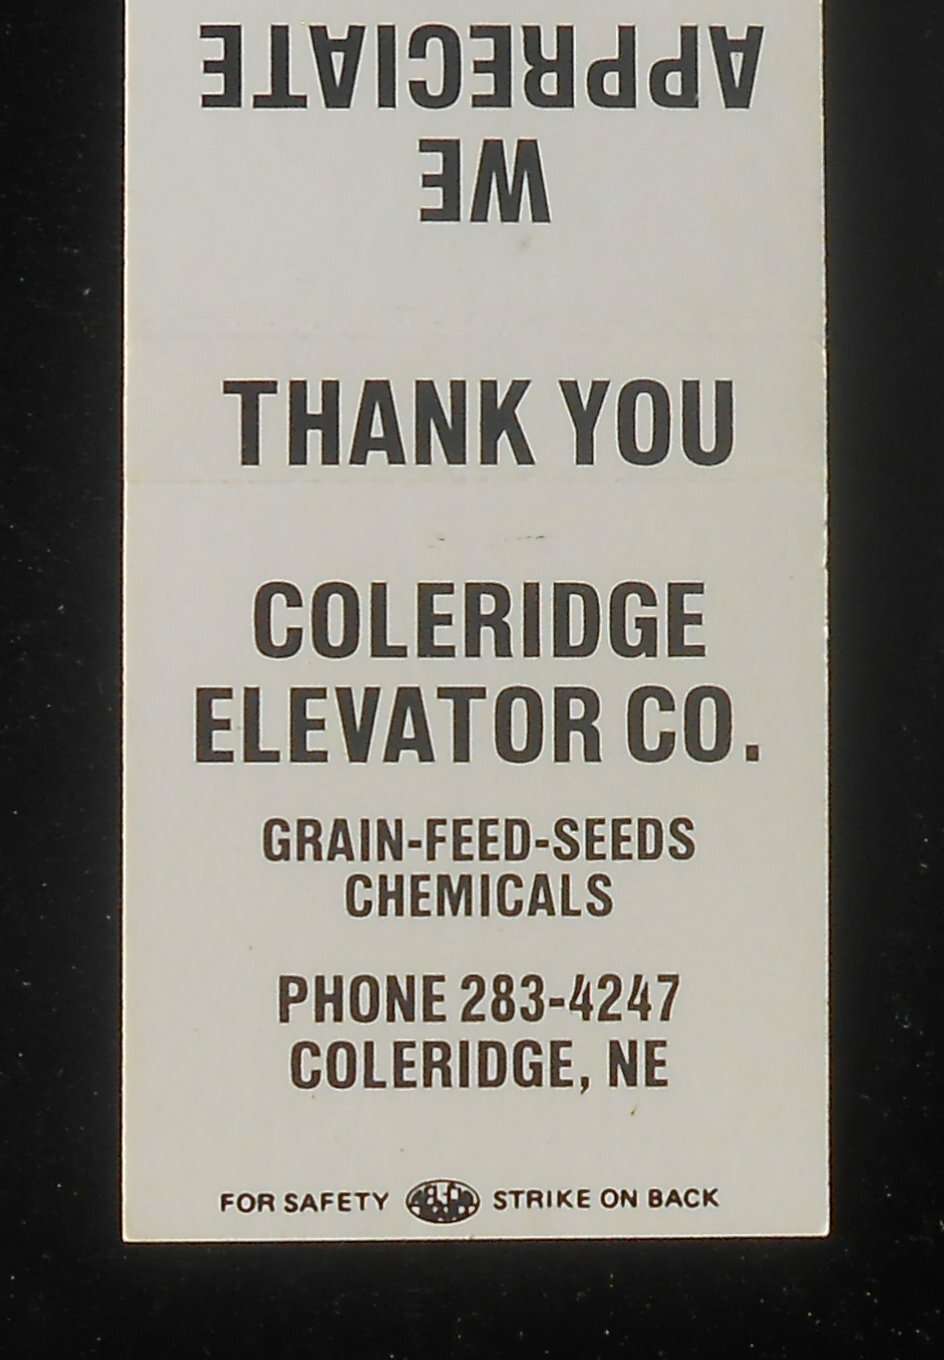 WE
APPRECIATE
THANK YOU
COLERIDGE
ELEVATOR CO.
GRAIN-FEED-SEEDS
CHEMICALS
PHONE 283-4247
COLERIDGE, NE
FOR SAFETY STRIKE ON BACK